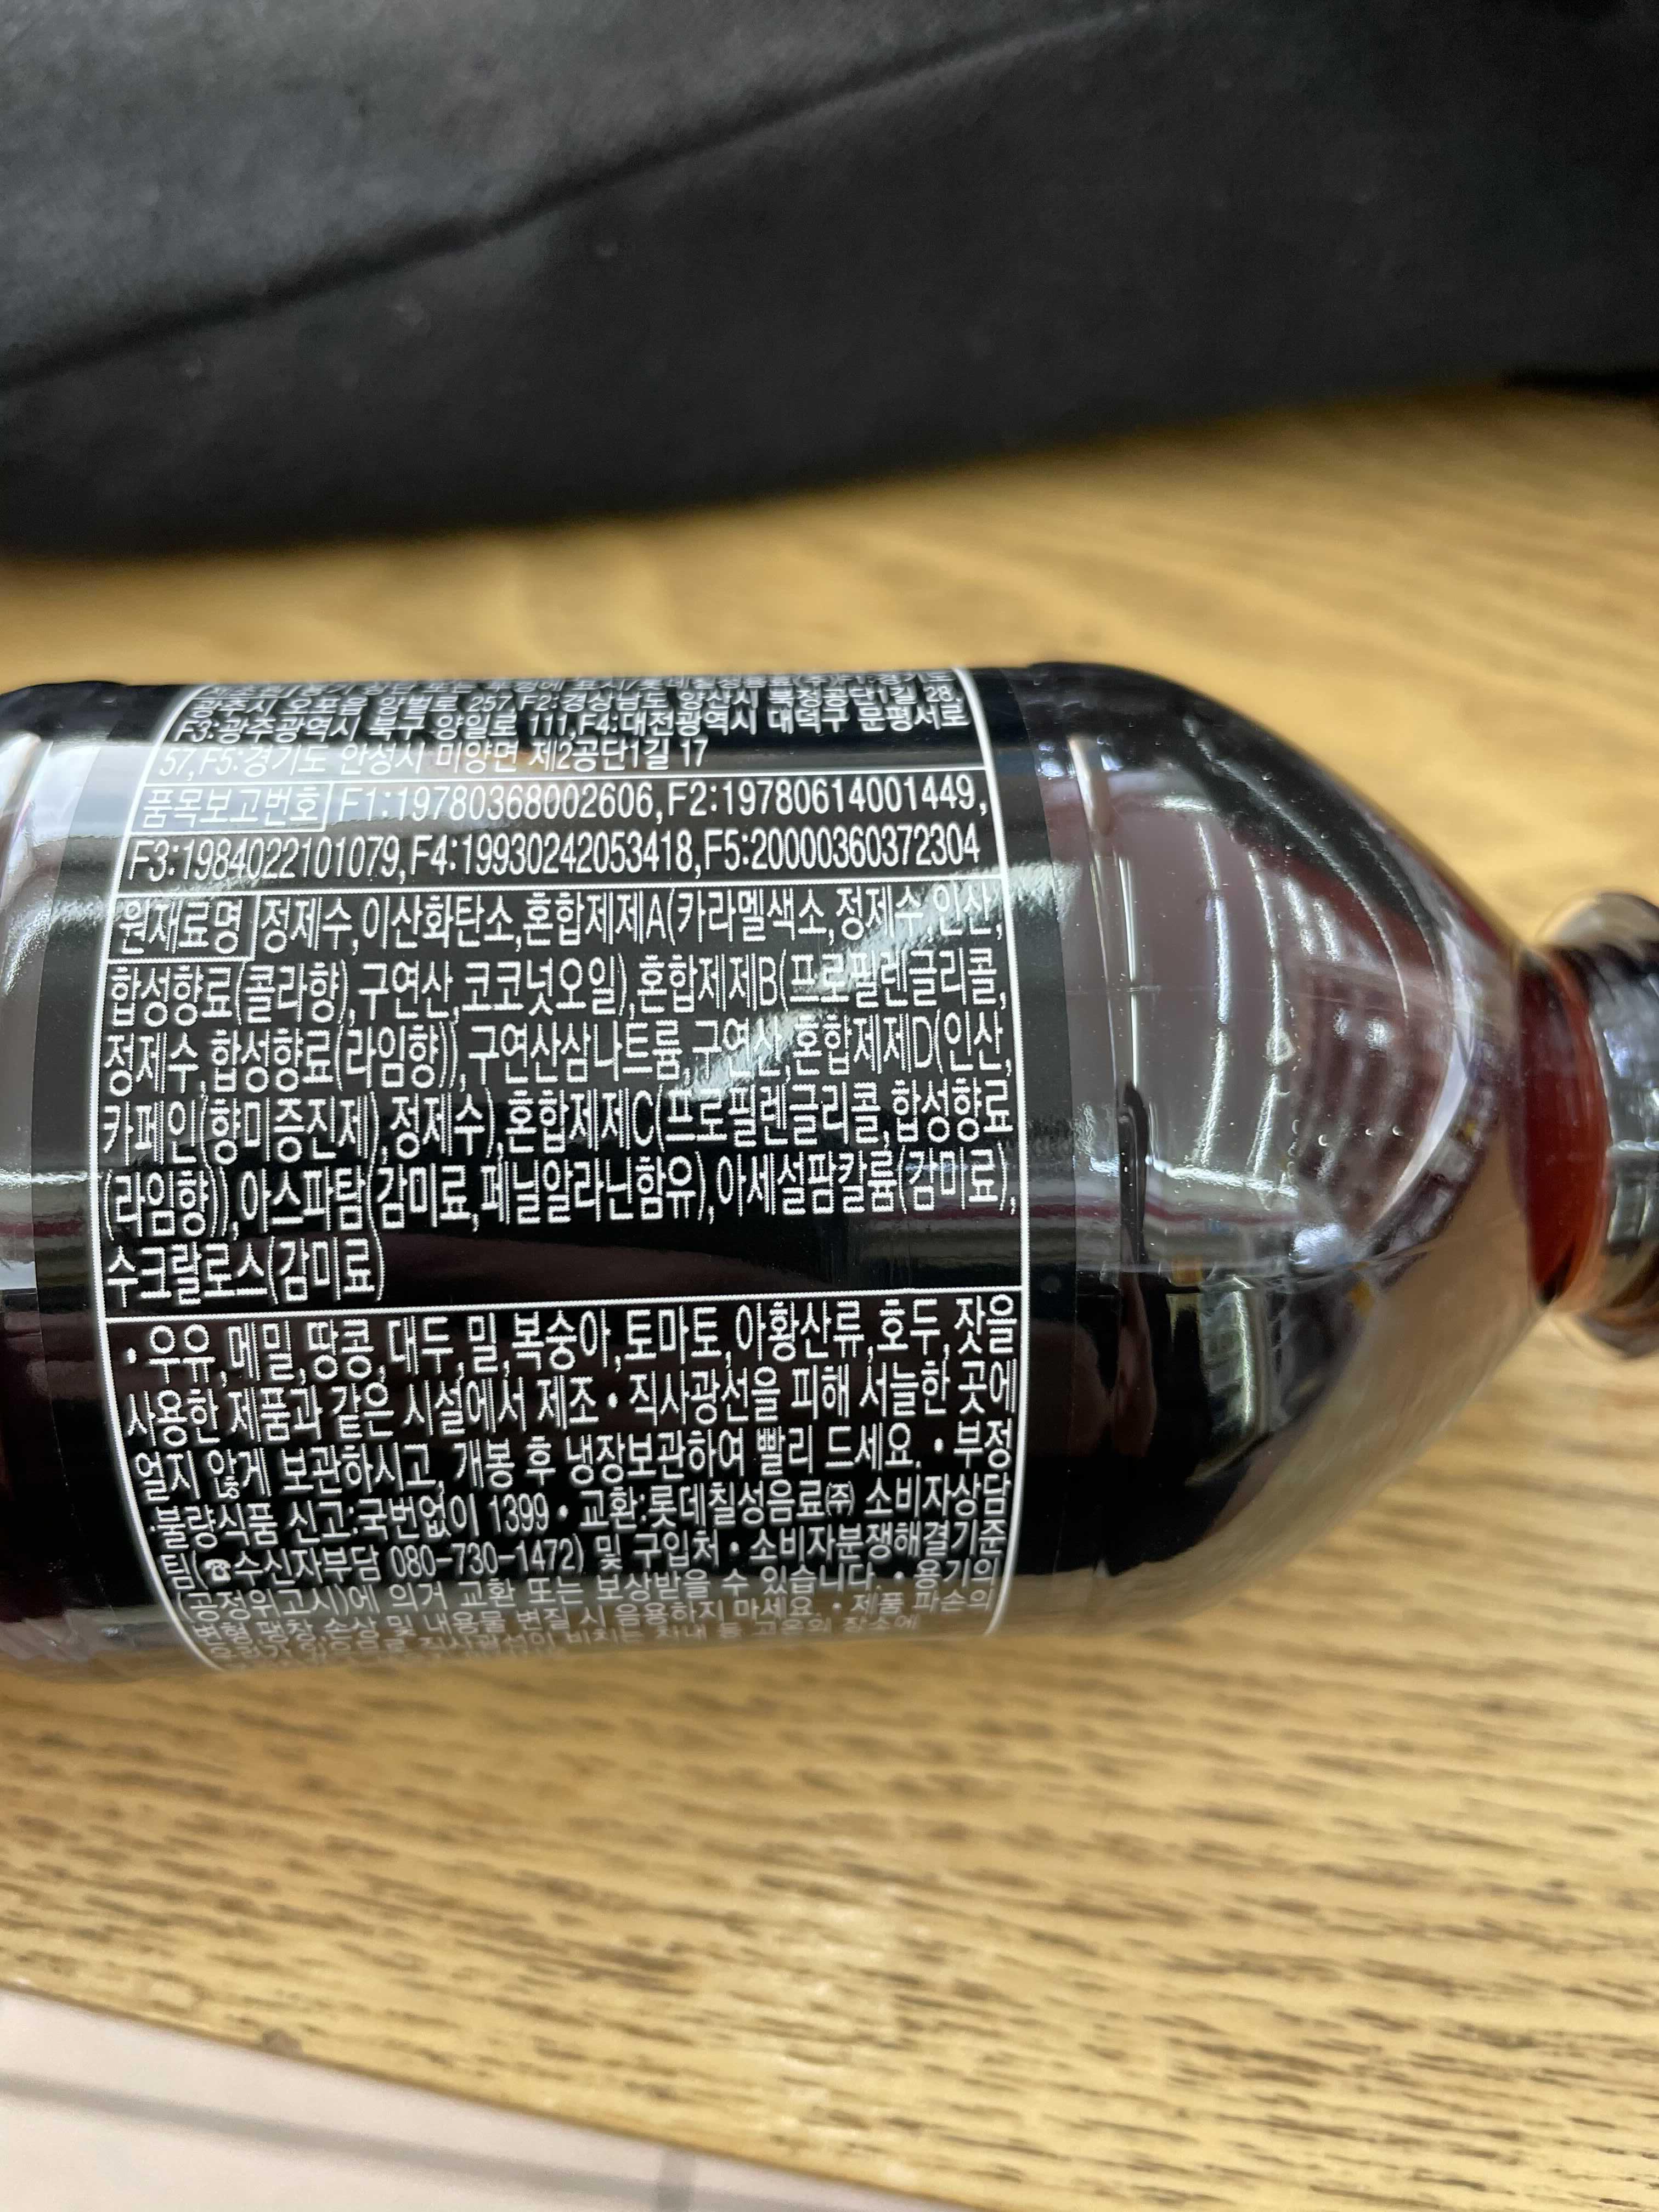 광주시 오포읍 양벌로 257, F2:경상남도 양산시 북정공단1길 28,
F3:광주광역시 북구 양일로 111,F4:대전광역시 대덕구 문평서로
57,F5:경기도 안성시 미양면 제2공단1길 17
품목보고번호 F1:19780368002606,F2:19780614001449,
F3:1984022101079,F4:19930242053418,F5:20000360372304
원재료명 정제수,이산화탄소,혼합제제A(카라멜색소,정제수,인산,
합성향료(콜라향),구연산,코코넛오일),혼합제제B(프로필렌글리콜,
정제수,합성향료(라임향)),구연산삼나트륨,구연산,혼합제제D(인산,
카페인(향미증진제),정제수),혼합제제C(프로필렌글리콜,합성향료
(라임향)),아스파탐(감미료,페닐알라닌함유),아세설팜칼륨(감미료),
수크랄로스(감미료)
•우유,메밀,땅콩,대두,밀,복숭아,토마토,아황산류,호두,잣을
사용한 제품과 같은 시설에서 제조 • 직사광선을 피해 서늘한 곳에
얼지 않게 보관하시고, 개봉 후 냉장보관하여 빨리 드세요. • 부정
·불량식품 신고:국번없이 1399 • 교환:롯데칠성음료㈜ 소비자상담
팀(☎수신자부담 080-730-1472) 및 구입처 • 소비자분쟁해결기준
(공정위고시)에 의거 교환 또는 보상받을 수 있습니다. • 용기의
변형,팽창,손상 및 내용물 변질 시 음용하지 마세요. • 제품 파손의